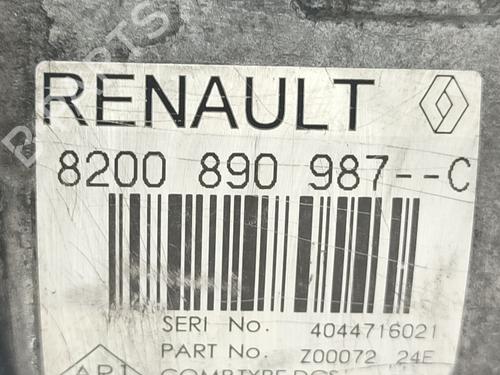 RENAULT
8200 890 987--C
SERI No. 4044716021
PART No. Z00072 24E